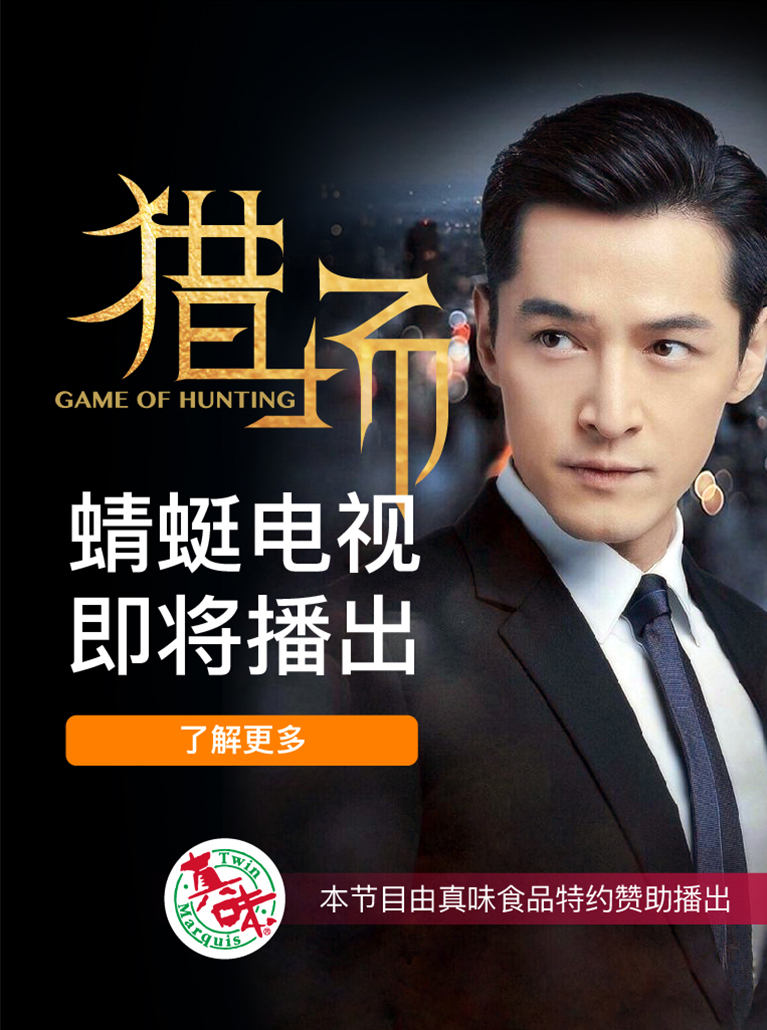 猎场
GAME OF HUNTING
蜻蜓电视
即将播出
了解更多
Twin
真味
Marquis
®
本节目由真味食品特约赞助播出